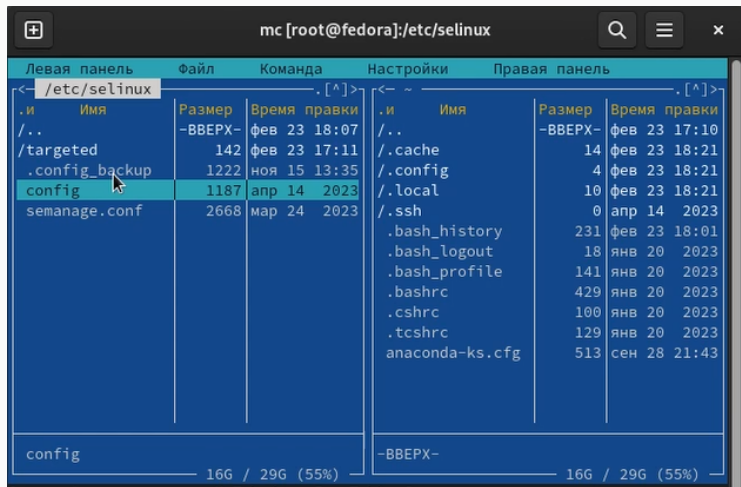 mc [root@fedora]:/etc/selinux
Левая панель Файл Команда Настройки Правая панель
<- /etc/selinux .[^]>
.и Имя Размер Время правки
/.. -ВВЕРХ- фев 23 18:07
/targeted 142 фев 23 17:11
.config_backup 1222 ноя 15 13:35
config 1187 апр 14 2023
semanage.conf 2668 мар 24 2023
config
16G / 29G (55%)
<- ~ .[^]>
.и Имя Размер Время правки
/.. -ВВЕРХ- фев 23 17:10
/.cache 14 фев 23 18:21
/.config 4 фев 23 18:21
/.local 10 фев 23 18:21
/.ssh 0 апр 14 2023
.bash_history 231 фев 23 18:01
.bash_logout 18 янв 20 2023
.bash_profile 141 янв 20 2023
.bashrc 429 янв 20 2023
.cshrc 100 янв 20 2023
.tcshrc 129 янв 20 2023
anaconda-ks.cfg 513 сен 28 21:43
-ВВЕРХ-
16G / 29G (55%)